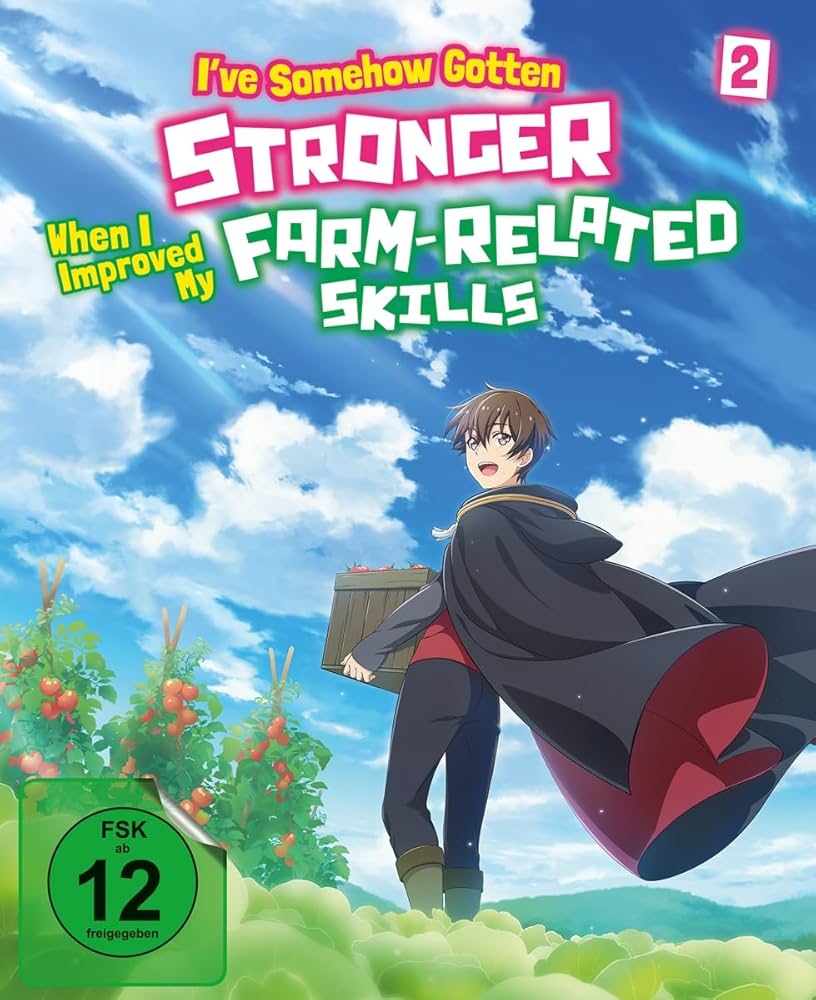 I've Somehow Gotten
2
STRONGER
When I
Improved
My
FARM-RELATED
SKILLS
FSK
ab
12
freigegeben